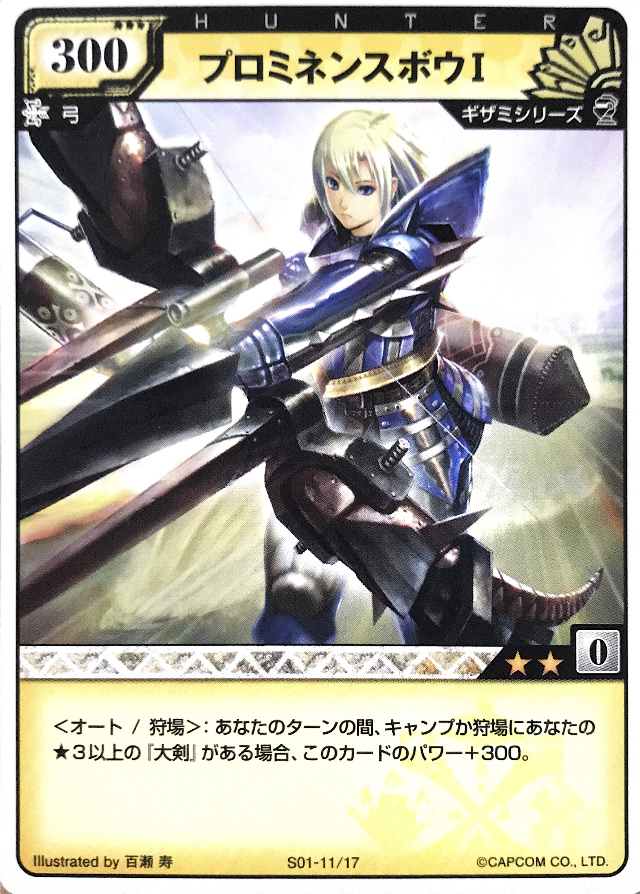 HUNTER
300
プロミネンスボウⅠ
弓
ギザミシリーズ
★★
0
＜オート / 狩場＞：あなたのターンの間、キャンプか狩場にあなたの
★３以上の『大剣』がある場合、このカードのパワー＋300。
Illustrated by 百瀬 寿
S01-11/17
©CAPCOM CO., LTD.